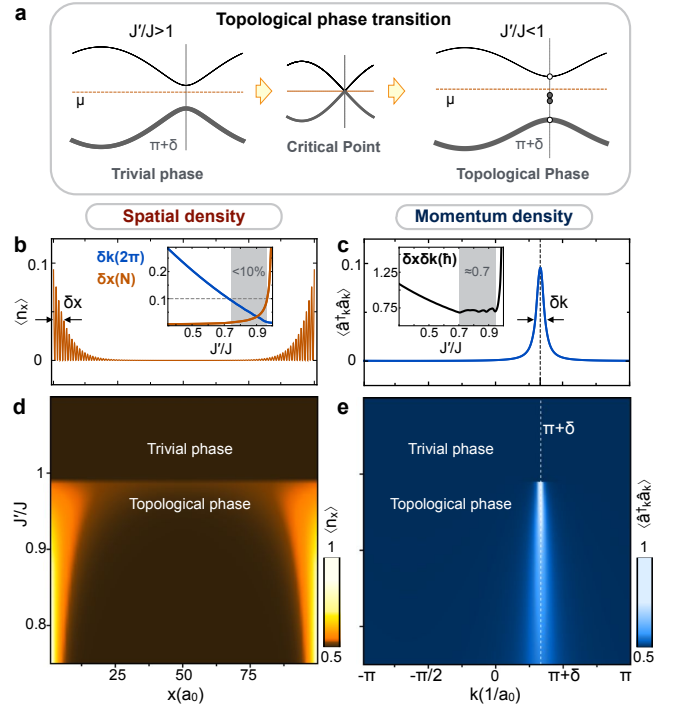 a
Topological phase transition
J′/J>1
J′/J<1
μ
μ
π+δ
π+δ
Trivial phase
Critical Point
Topological Phase
Spatial density
Momentum density
b
0.1
⟨nₓ⟩
0
δx
δk(2π)
δx(N)
<10%
0.2
0.1
0.5
0.7
0.9
J′/J
c
0.1
⟨â†ₖâₖ⟩
0
δk
δxδk(ħ)
≈0.7
1.25
0.75
0.5
0.7
0.9
J′/J
d
Trivial phase
Topological phase
J′/J
1
0.9
0.8
25
50
75
x(a₀)
⟨nₓ⟩
1
0.5
e
π+δ
Trivial phase
Topological phase
-π
-π/2
0
π+δ
π
k(1/a₀)
⟨â†ₖâₖ⟩
1
0.5